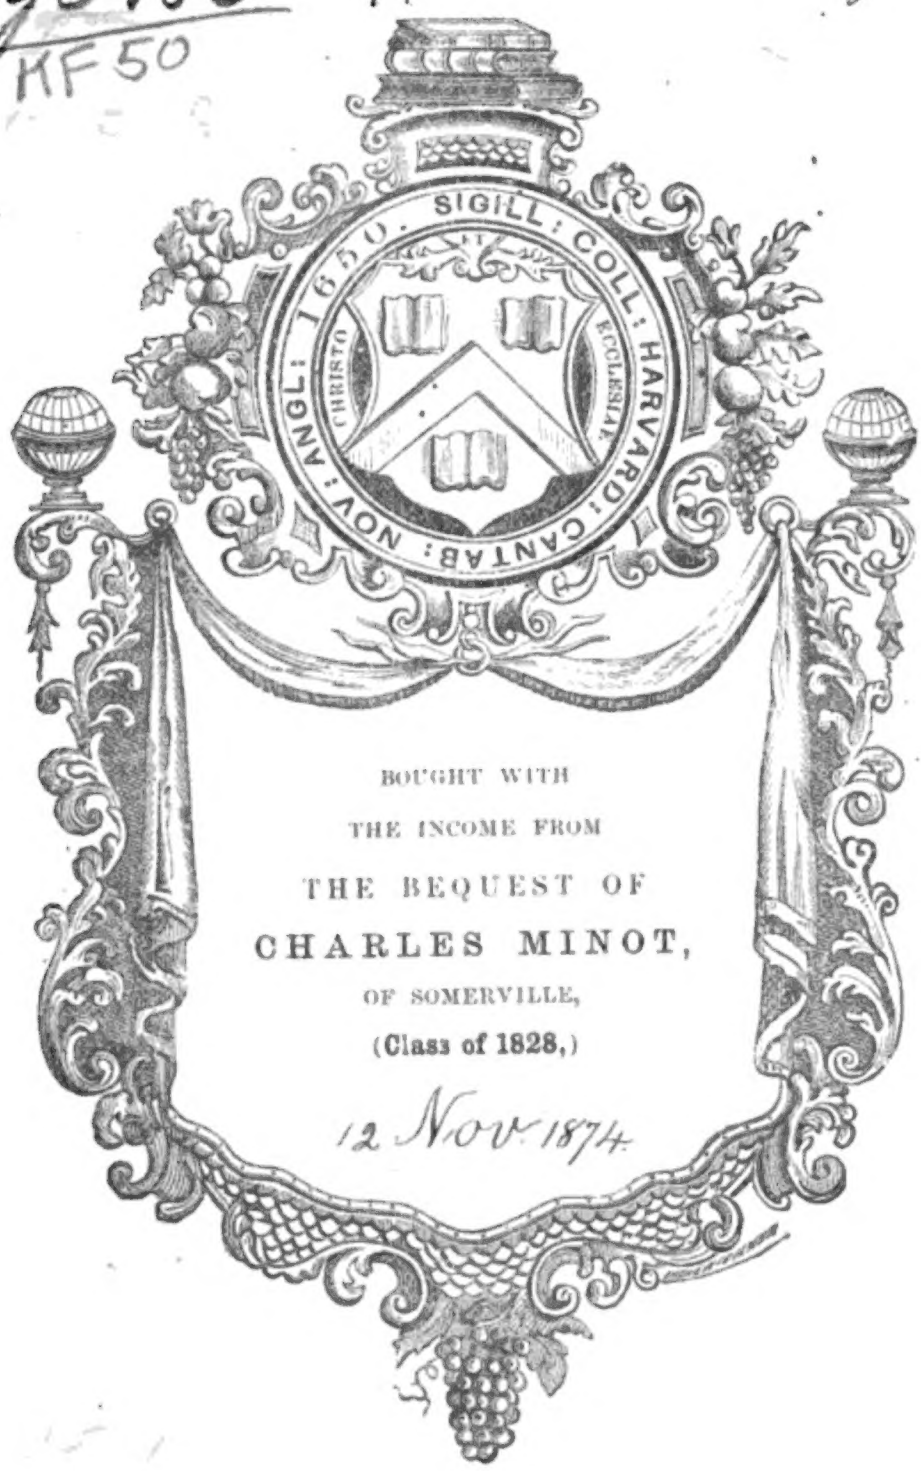 KF 50
SIGILL: COLL: HARVARD: CANTAB: NOV: ANGL: 1650.
CHRISTO
ET
ECCLESIAE
BOUGHT WITH
THE INCOME FROM
THE BEQUEST OF
CHARLES MINOT,
OF SOMERVILLE,
(Class of 1828,)
12 Nov. 1874.